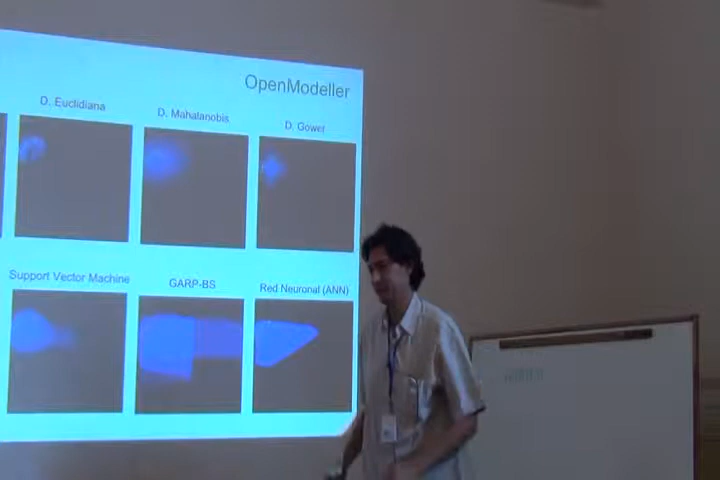 OpenModeller
D. Euclidiana
D. Mahalanobis
D. Gower
Support Vector Machine
GARP-BS
Red Neuronal (ANN)